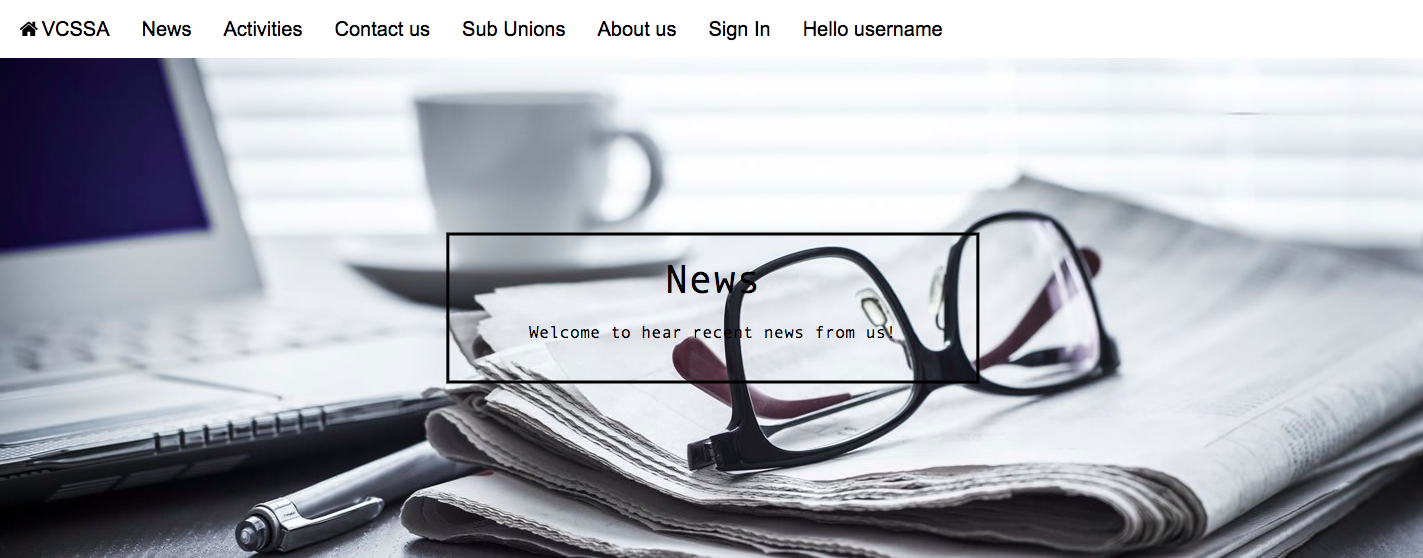 VCSSA News Activities Contact us Sub Unions About us Sign In Hello username
News
Welcome to hear recent news from us!